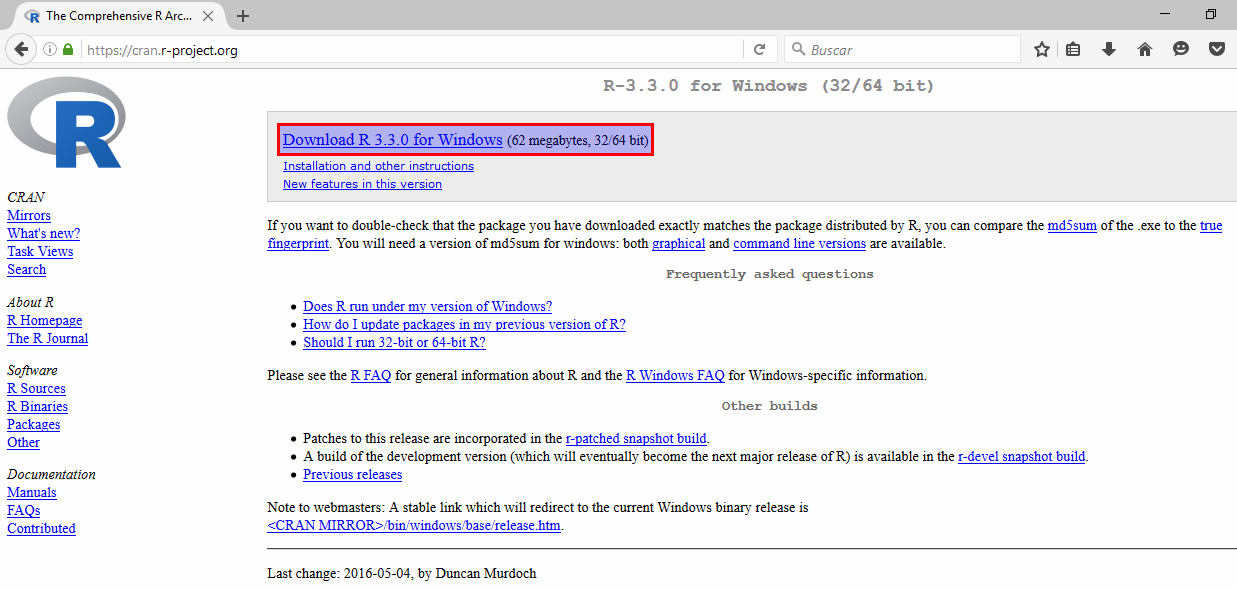 The Comprehensive R Arc...
https://cran.r-project.org
Buscar
R
CRAN
Mirrors
What's new?
Task Views
Search
About R
R Homepage
The R Journal
Software
R Sources
R Binaries
Packages
Other
Documentation
Manuals
FAQs
Contributed
R-3.3.0 for Windows (32/64 bit)
Download R 3.3.0 for Windows (62 megabytes, 32/64 bit)
Installation and other instructions
New features in this version
If you want to double-check that the package you have downloaded exactly matches the package distributed by R, you can compare the md5sum of the .exe to the true
fingerprint. You will need a version of md5sum for windows: both graphical and command line versions are available.
Frequently asked questions
Does R run under my version of Windows?
How do I update packages in my previous version of R?
Should I run 32-bit or 64-bit R?
Please see the R FAQ for general information about R and the R Windows FAQ for Windows-specific information.
Other builds
Patches to this release are incorporated in the r-patched snapshot build.
A build of the development version (which will eventually become the next major release of R) is available in the r-devel snapshot build.
Previous releases
Note to webmasters: A stable link which will redirect to the current Windows binary release is
<CRAN MIRROR>/bin/windows/base/release.htm.
Last change: 2016-05-04, by Duncan Murdoch